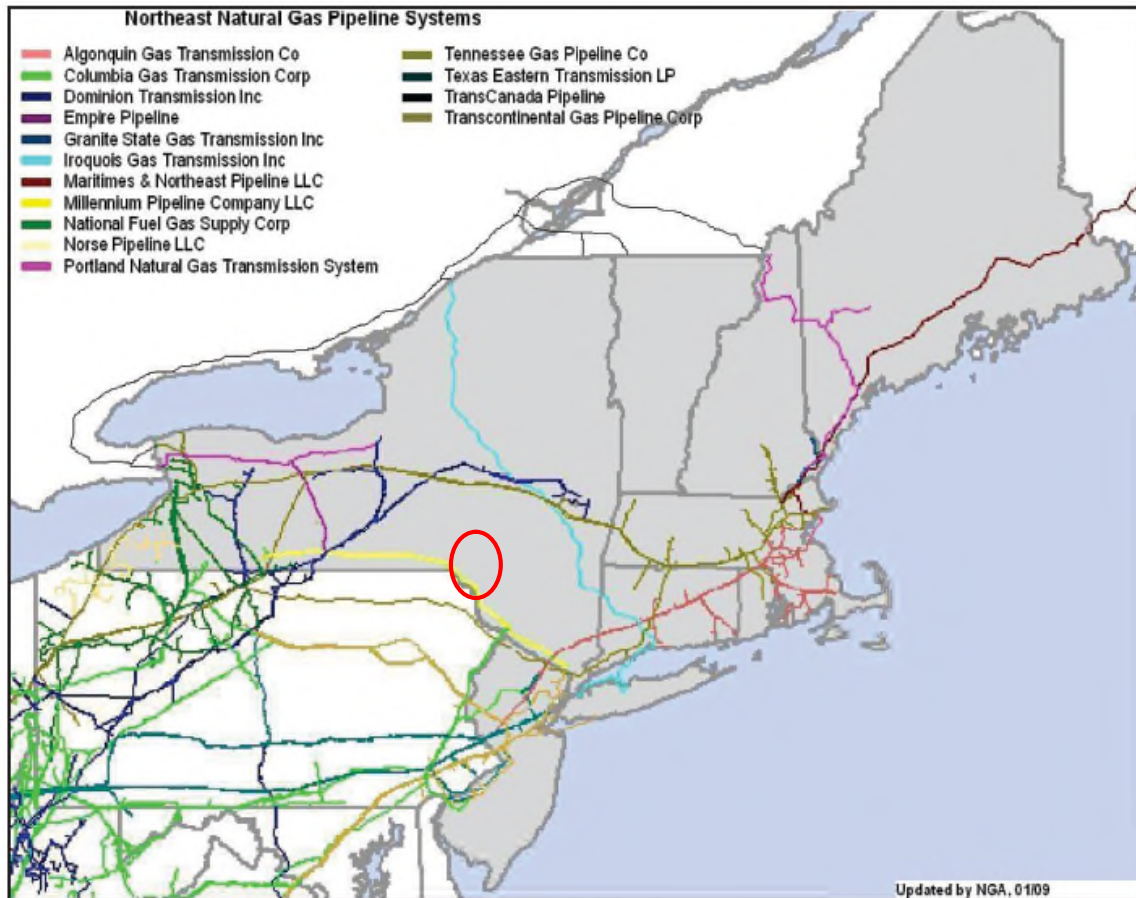 Northeast Natural Gas Pipeline Systems
Algonquin Gas Transmission Co
Columbia Gas Transmission Corp
Dominion Transmission Inc
Empire Pipeline
Granite State Gas Transmission Inc
Iroquois Gas Transmission Inc
Maritimes & Northeast Pipeline LLC
Millennium Pipeline Company LLC
National Fuel Gas Supply Corp
Norse Pipeline LLC
Portland Natural Gas Transmission System
Tennessee Gas Pipeline Co
Texas Eastern Transmission LP
TransCanada Pipeline
Transcontinental Gas Pipeline Corp
Updated by NGA, 01/09